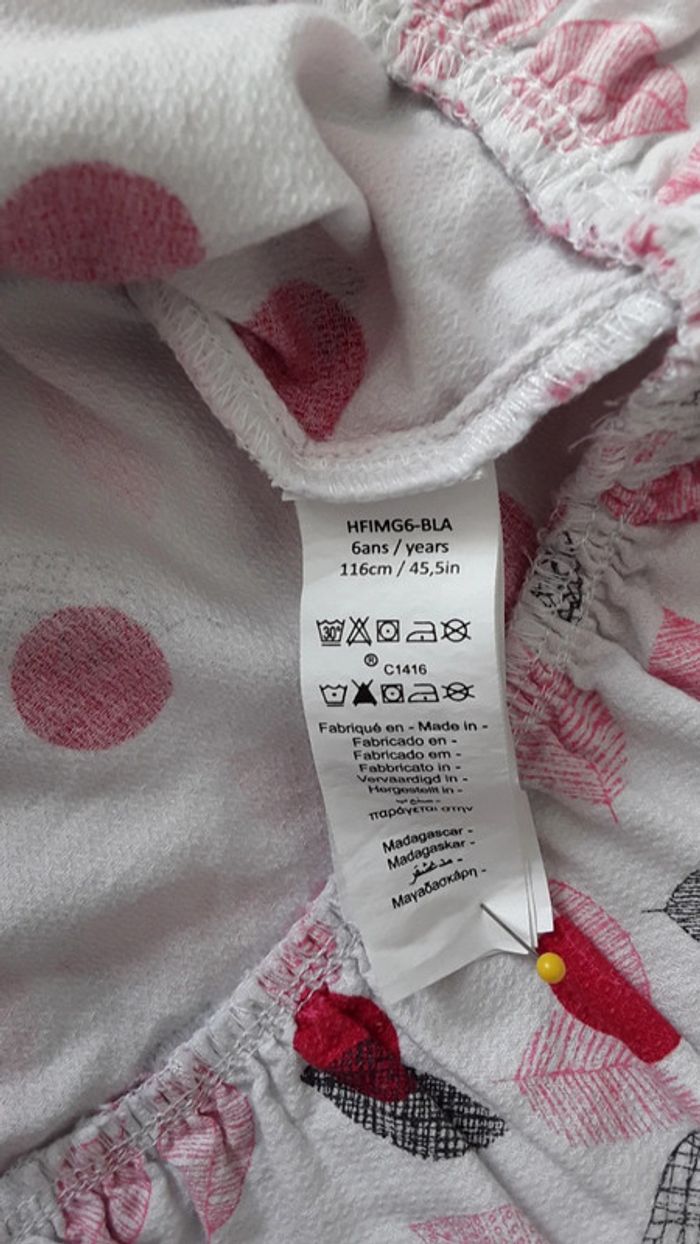 HFIMG6-BLA
6ans / years
116cm / 45,5in
30°
® C1416
Fabriqué en - Made in -
Fabricado en -
Fabricado em -
Fabbricato in -
Vervaardigd in -
Hergestellt in -
παράγεται στην
Madagascar -
Madagaskar -
مدغشقر -
Μαγαδασκάρη -